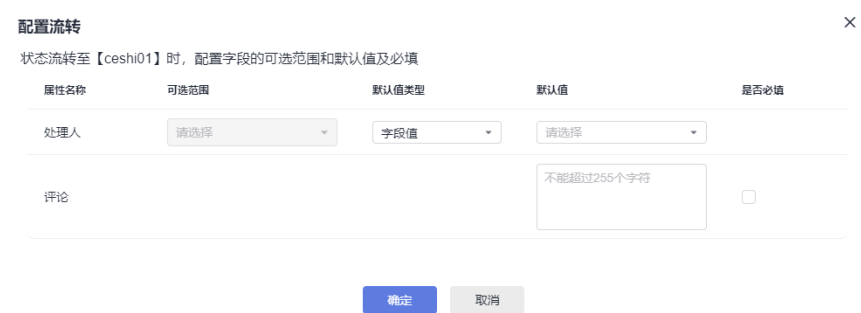 配置流转
状态流转至【ceshi01】时，配置字段的可选范围和默认值及必填
属性名称 可选范围 默认值类型 默认值 是否必填
处理人 请选择 字段值 请选择
不能超过255个字符
评论
确定 取消